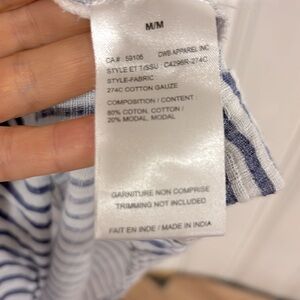 M/M
CA# : 59105 DWB-APPAREL INC
STYLE ET TISSU : C4296R-274C
STYLE-FABRIC
274C COTTON GAUZE
COMPOSITION / CONTENT :
80% COTON, COTTON /
20% MODAL, MODAL
GARNITURE NON COMPRISE
TRIMMING NOT INCLUDED
FAIT EN INDE / MADE IN INDIA